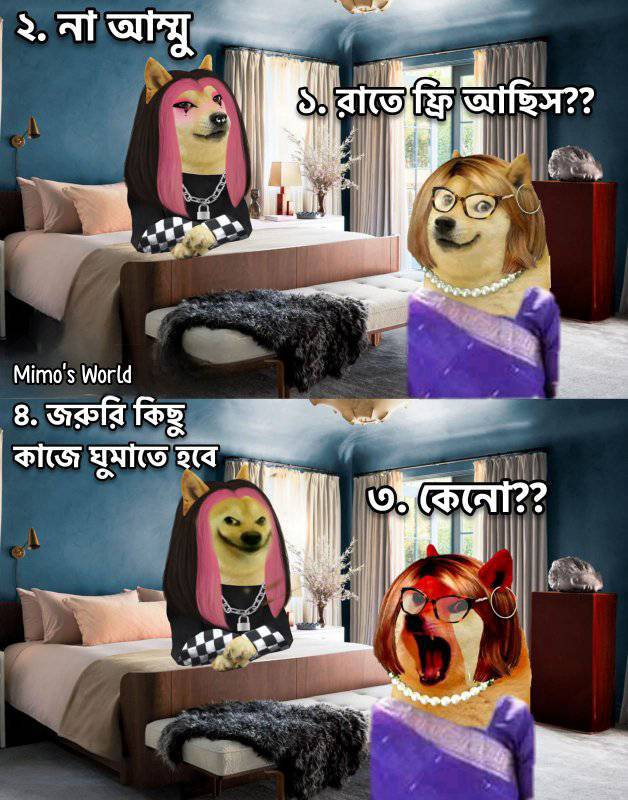 ২. না আম্মু
১. রাতে ফ্রি আছিস??
Mimo's World
৪. জরুরি কিছু
কাজে ঘুমাতে হবে
৩. কেনো??